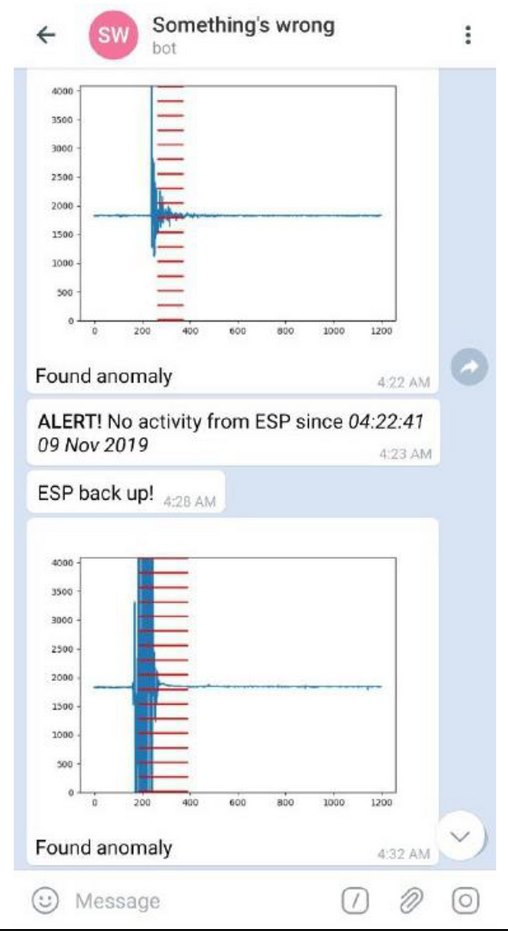 Something's wrong
SW
bot
4000
3500
3000
2500
2000
1500
1000
500
0
0 200 400 600 800 1000 1200
Found anomaly
4:22 AM
ALERT! No activity from ESP since 04:22:41
09 Nov 2019
4:23 AM
ESP back up! 4:28 AM
4000
3500
3000
2500
2000
1500
1000
500
0
0 200 400 600 800 1000 1200
Found anomaly
4:32 AM
Message